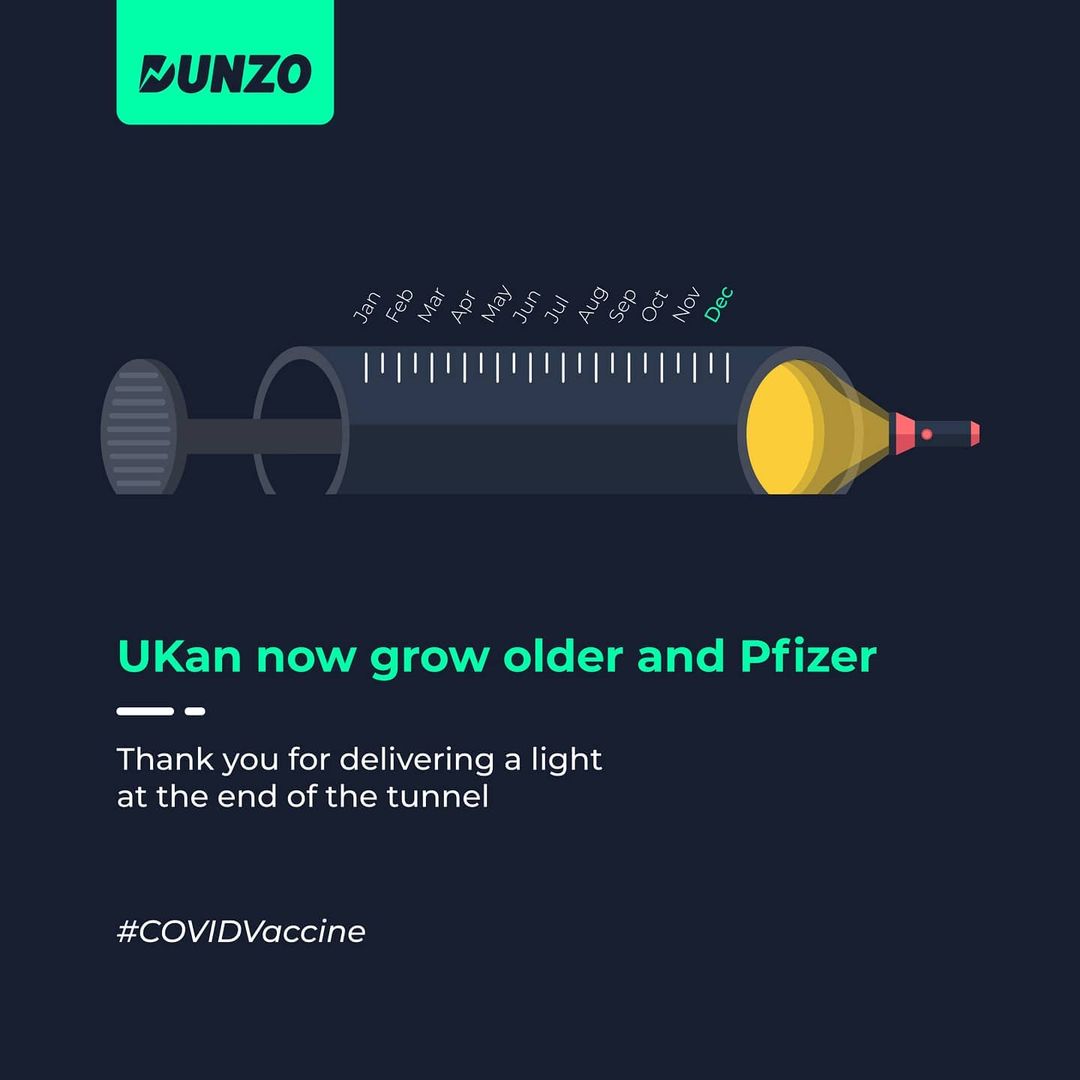 DUNZO
Jan Feb Mar Apr May Jun Jul Aug Sep Oct Nov Dec
UKan now grow older and Pfizer
Thank you for delivering a light
at the end of the tunnel
#COVIDVaccine